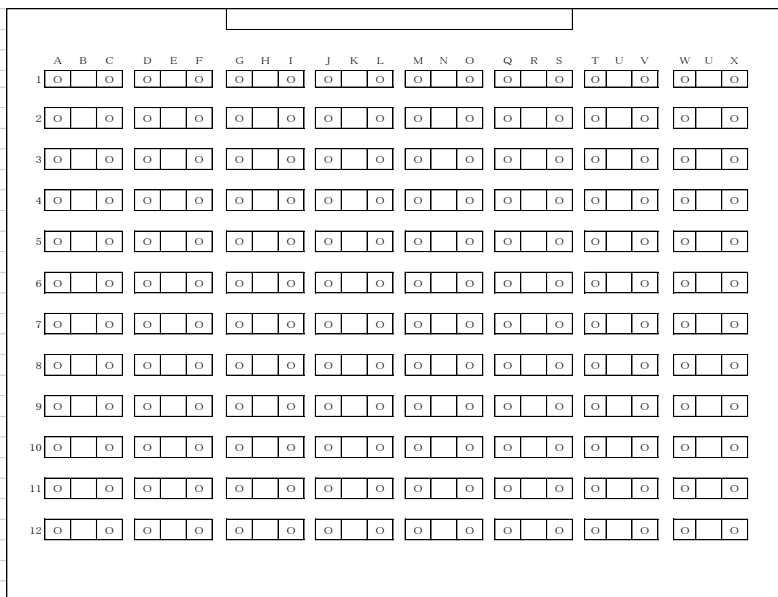 A B C D E F G H I J K L M N O Q R S T U V W U X
1 O O O O O O O O O O O O O O O O
2 O O O O O O O O O O O O O O O O
3 O O O O O O O O O O O O O O O O
4 O O O O O O O O O O O O O O O O
5 O O O O O O O O O O O O O O O O
6 O O O O O O O O O O O O O O O O
7 O O O O O O O O O O O O O O O O
8 O O O O O O O O O O O O O O O O
9 O O O O O O O O O O O O O O O O
10 O O O O O O O O O O O O O O O O
11 O O O O O O O O O O O O O O O O
12 O O O O O O O O O O O O O O O O